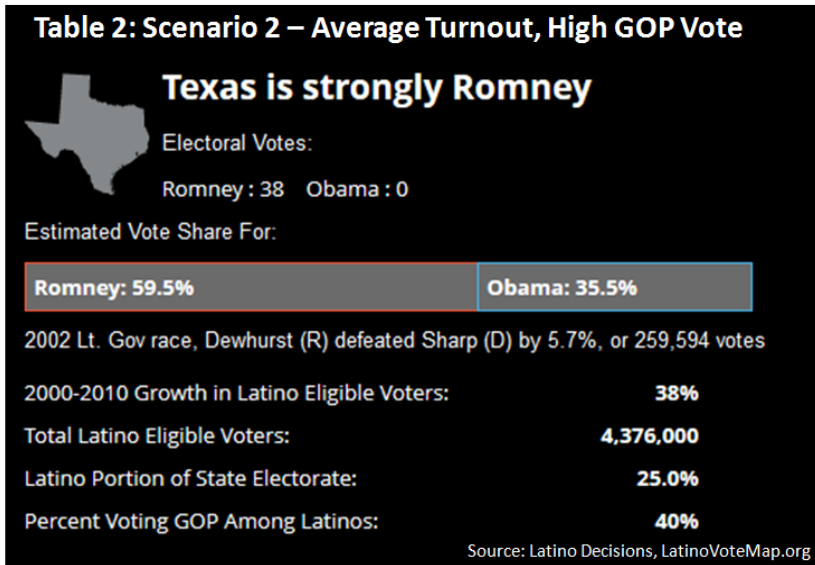 Table 2: Scenario 2 – Average Turnout, High GOP Vote
Texas is strongly Romney
Electoral Votes:
Romney : 38 Obama : 0
Estimated Vote Share For:
Romney: 59.5% Obama: 35.5%
2002 Lt. Gov race, Dewhurst (R) defeated Sharp (D) by 5.7%, or 259,594 votes
2000-2010 Growth in Latino Eligible Voters: 38%
Total Latino Eligible Voters: 4,376,000
Latino Portion of State Electorate: 25.0%
Percent Voting GOP Among Latinos: 40%
Source: Latino Decisions, LatinoVoteMap.org